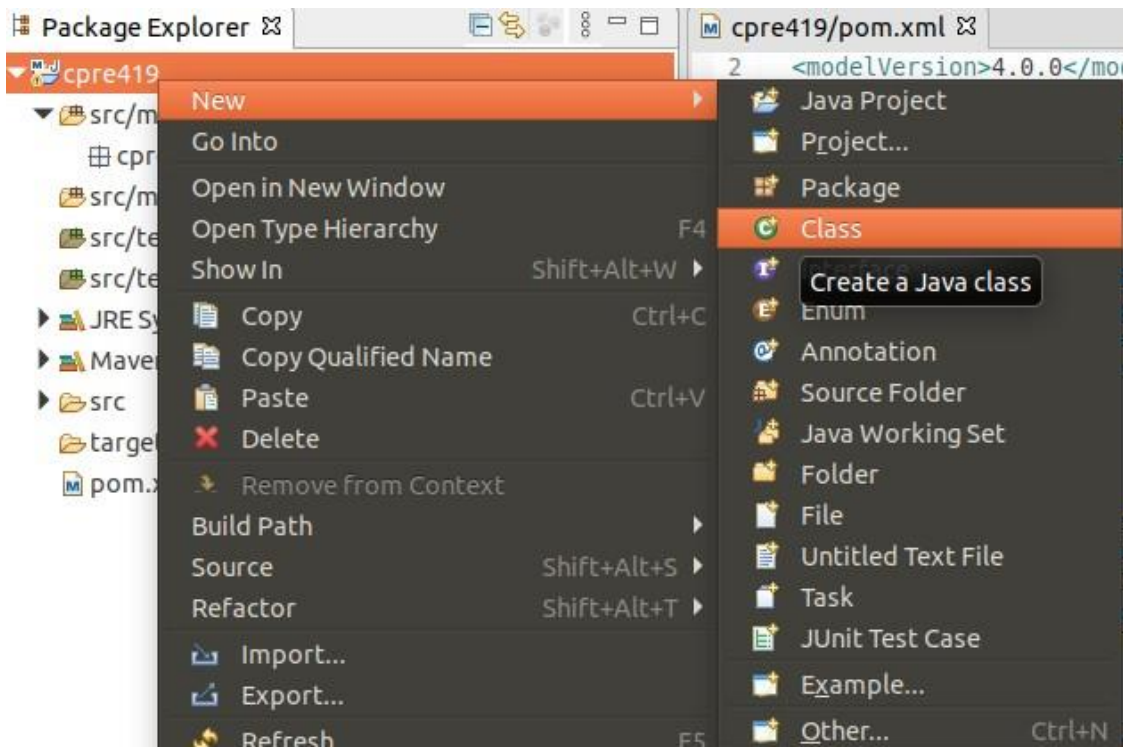 Package Explorer
cpre419/pom.xml
cpre419
2 <modelVersion>4.0.0</mo
src/m
cpr
src/m
src/te
src/te
JRE Sy
Mave
src
targe
pom.x
New
Go Into
Open in New Window
Open Type Hierarchy F4
Show In Shift+Alt+W
Copy Ctrl+C
Copy Qualified Name
Paste Ctrl+V
Delete
Remove from Context
Build Path
Source Shift+Alt+S
Refactor Shift+Alt+T
Import...
Export...
Refresh F5
Java Project
Project...
Package
Class
Create a Java class
Enum
Annotation
Source Folder
Java Working Set
Folder
File
Untitled Text File
Task
JUnit Test Case
Example...
Other... Ctrl+N